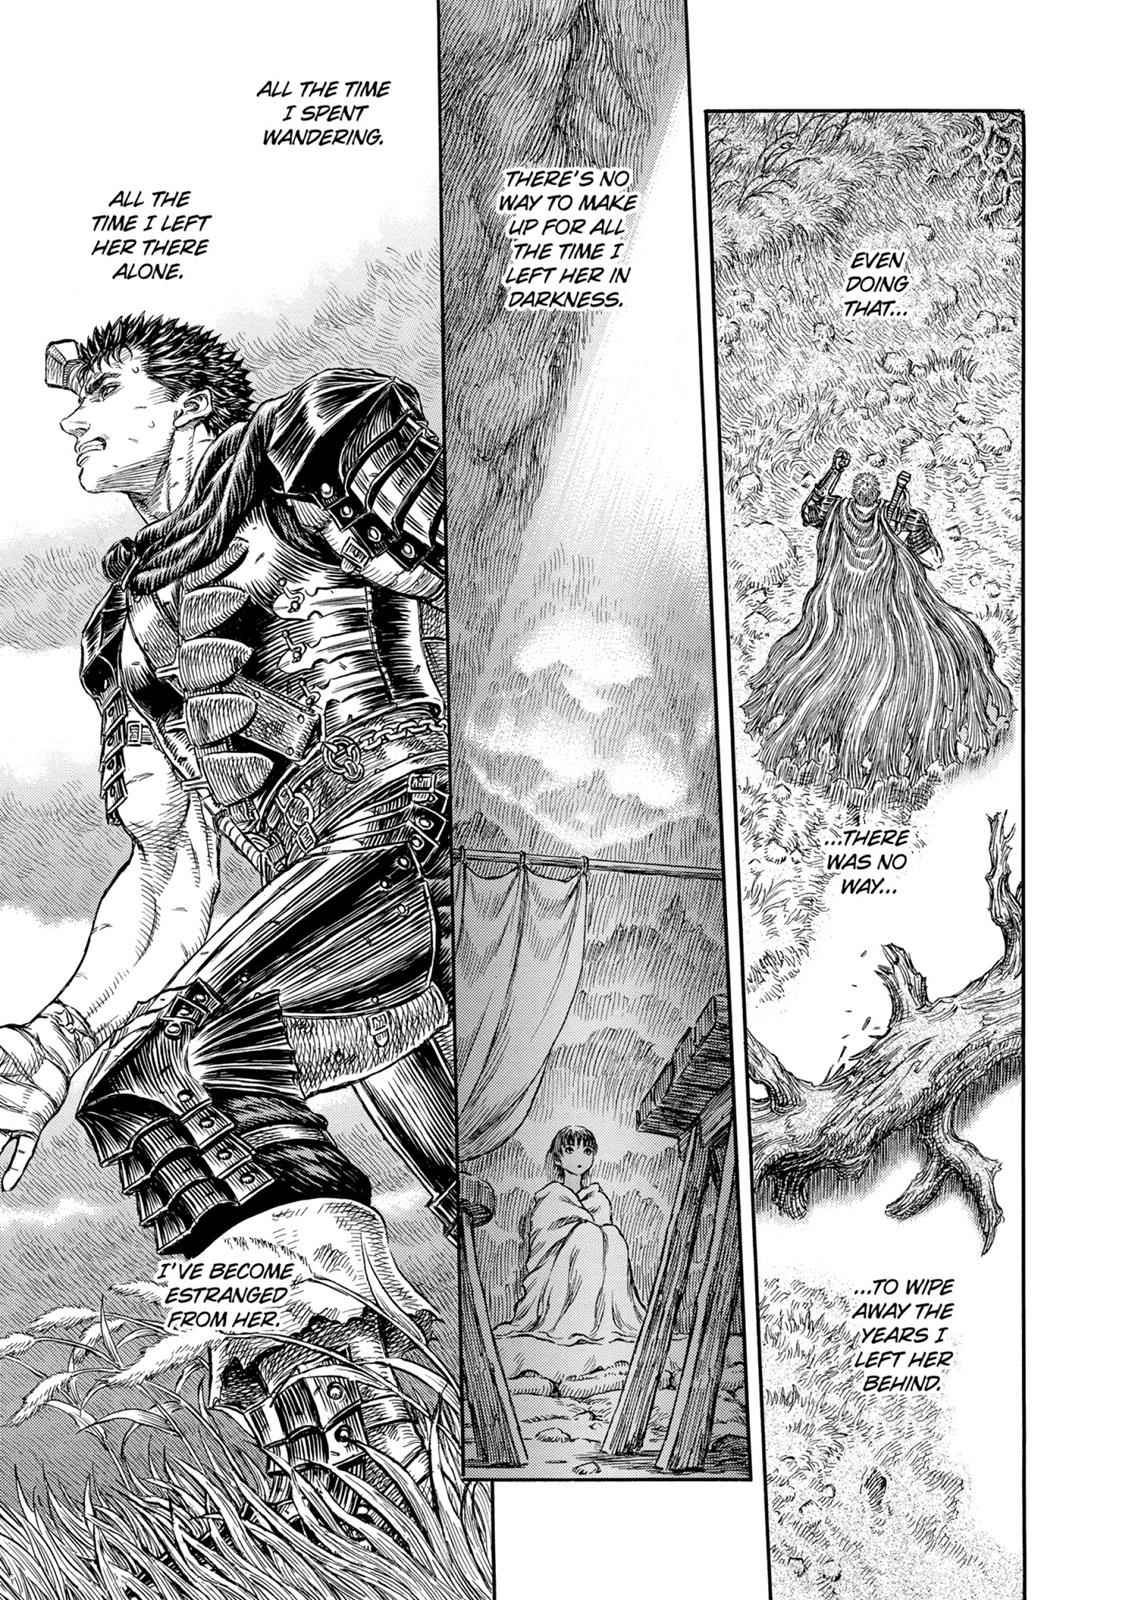 EVEN
DOING
THAT...
...THERE
WAS NO
WAY...
...TO WIPE
AWAY THE
YEARS I
LEFT HER
BEHIND.
THERE'S NO
WAY TO MAKE
UP FOR ALL
THE TIME I
LEFT HER IN
DARKNESS.
ALL THE TIME
I SPENT
WANDERING.
ALL THE
TIME I LEFT
HER THERE
ALONE.
I'VE BECOME
ESTRANGED
FROM HER.